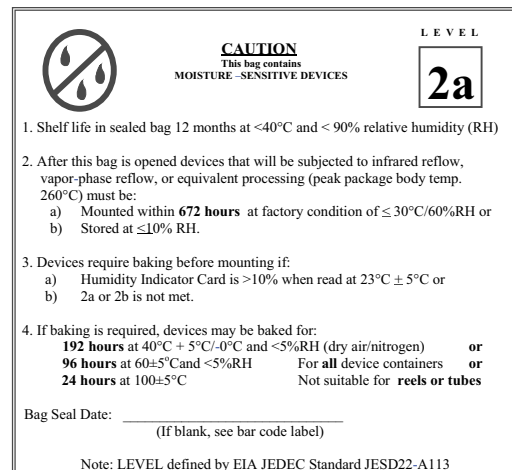 LEVEL
CAUTION
This bag contains
MOISTURE –SENSITIVE DEVICES
2a
1. Shelf life in sealed bag 12 months at <40°C and < 90% relative humidity (RH)
2. After this bag is opened devices that will be subjected to infrared reflow,
vapor-phase reflow, or equivalent processing (peak package body temp.
260°C) must be:
a) Mounted within 672 hours at factory condition of ≤ 30°C/60%RH or
b) Stored at ≤10% RH.
3. Devices require baking before mounting if:
a) Humidity Indicator Card is >10% when read at 23°C ± 5°C or
b) 2a or 2b is not met.
4. If baking is required, devices may be baked for:
192 hours at 40°C + 5°C/-0°C and <5%RH (dry air/nitrogen) or
96 hours at 60±5°Cand <5%RH For all device containers or
24 hours at 100±5°C Not suitable for reels or tubes
Bag Seal Date: ______________________________
(If blank, see bar code label)
Note: LEVEL defined by EIA JEDEC Standard JESD22-A113